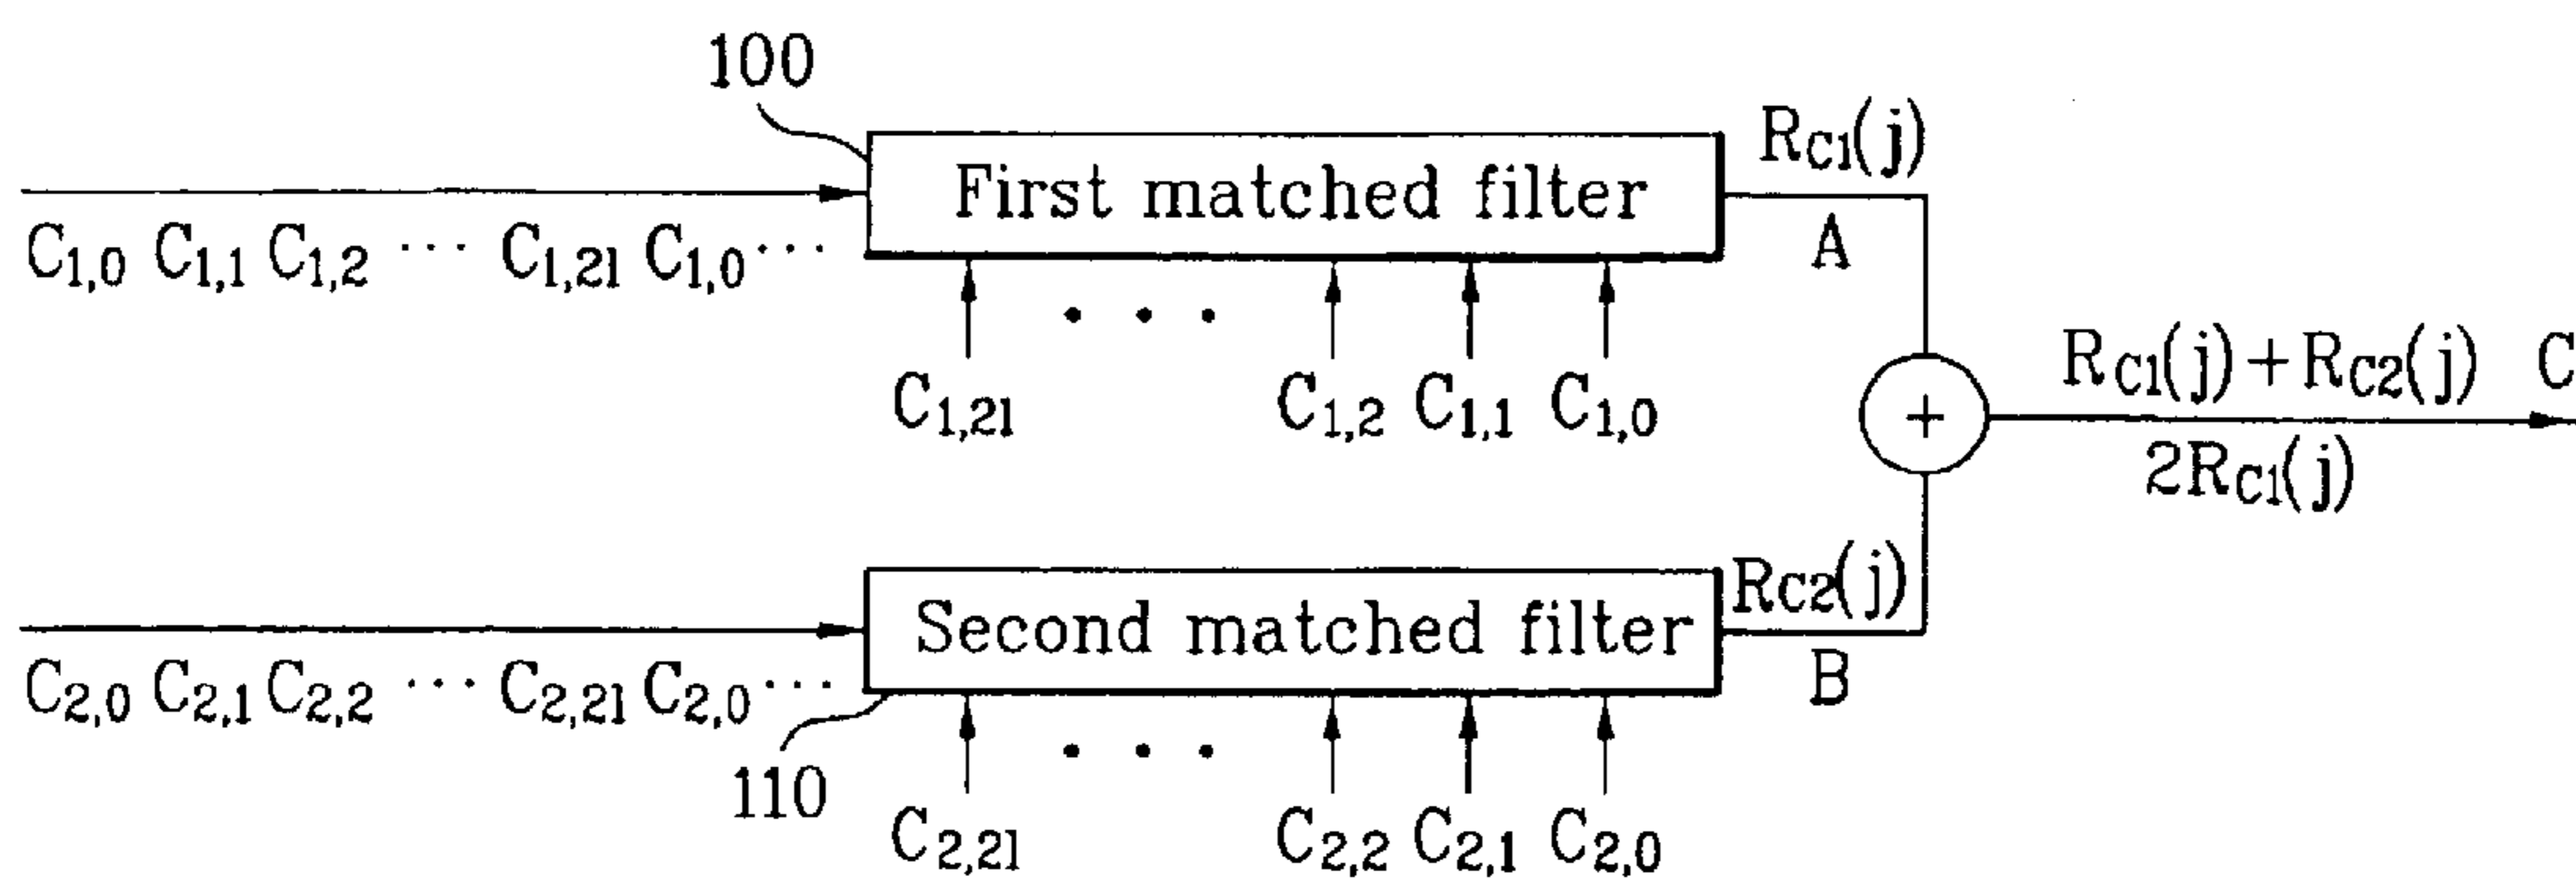 100
First matched filter
RC1(j)
A
C1,0 C1,1 C1,2 ... C1,21 C1,0 ...
C1,21 . . . C1,2 C1,1 C1,0
+
RC1(j)+RC2(j) C
2RC1(j)
Second matched filter
RC2(j)
B
C2,0 C2,1 C2,2 ... C2,21 C2,0 ...
110
C2,21 . . . C2,2 C2,1 C2,0